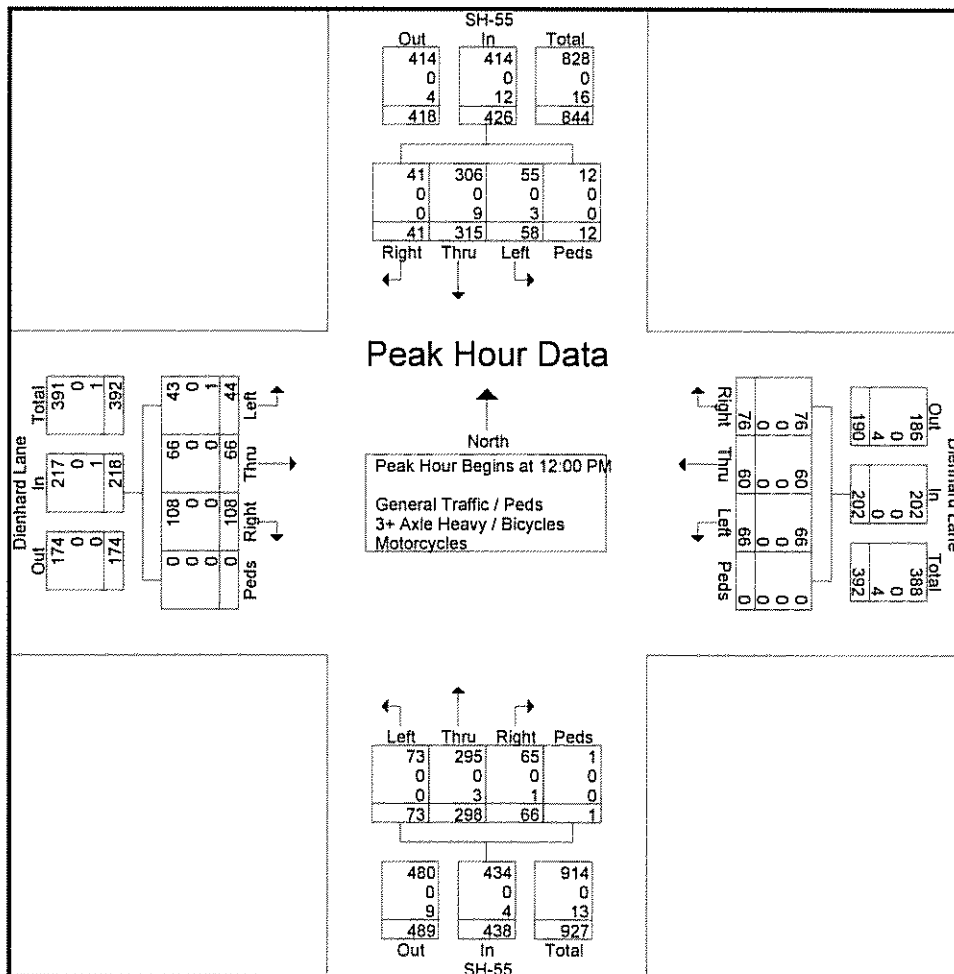 SH-55
Out In Total
414 414 828
0 0 0
4 12 16
418 426 844
41 306 55 12
0 0 0 0
0 9 3 0
41 315 58 12
Right Thru Left Peds
Peak Hour Data
North
Peak Hour Begins at 12:00 PM
General Traffic / Peds
3+ Axle Heavy / Bicycles
Motorcycles
Dienhard Lane
Out In Total
174 217 391
0 0 0
0 1 1
174 218 392
Left Thru Right Peds
43 66 108 0
0 0 0 0
1 0 0 0
44 66 108 0
Dienhard Lane
Out In Total
186 202 388
0 0 0
4 0 4
190 202 392
Right Thru Left Peds
76 60 66 0
0 0 0 0
0 0 0 0
76 60 66 0
Left Thru Right Peds
73 295 65 1
0 0 0 0
0 3 1 0
73 298 66 1
480 434 914
0 0 0
9 4 13
489 438 927
Out In Total
SH-55